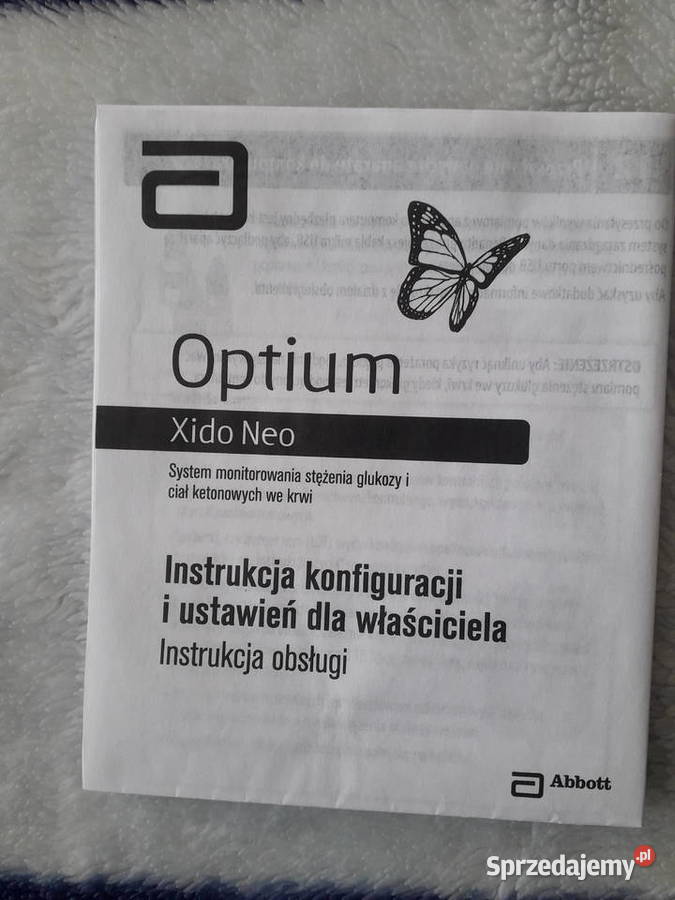 Optium
Xido Neo
System monitorowania stężenia glukozy i
ciał ketonowych we krwi
Instrukcja konfiguracji
i ustawień dla właściciela
Instrukcja obsługi
Abbott
Sprzedajemy.pl